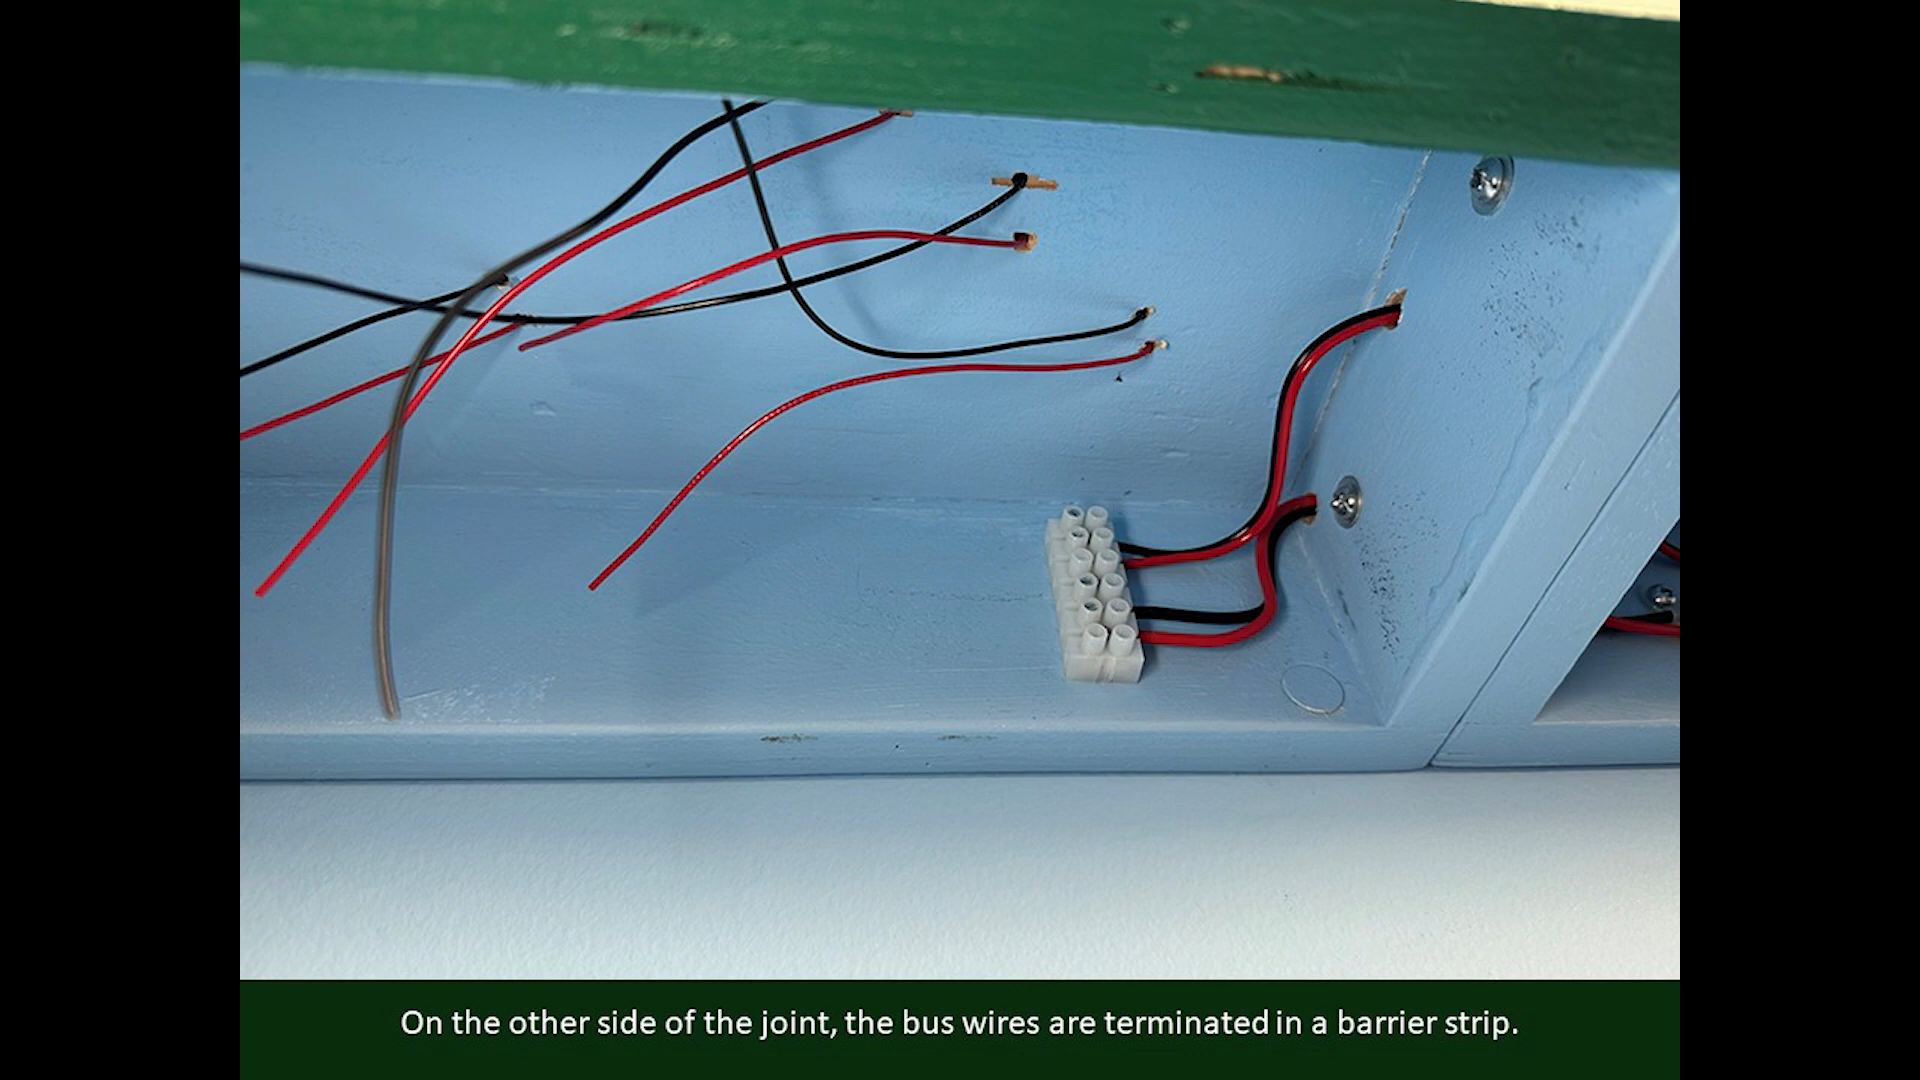 On the other side of the joint, the bus wires are terminated in a barrier strip.